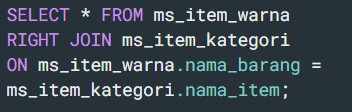 SELECT * FROM ms_item_warna
RIGHT JOIN ms_item_kategori
ON ms_item_warna.nama_barang =
ms_item_kategori.nama_item;